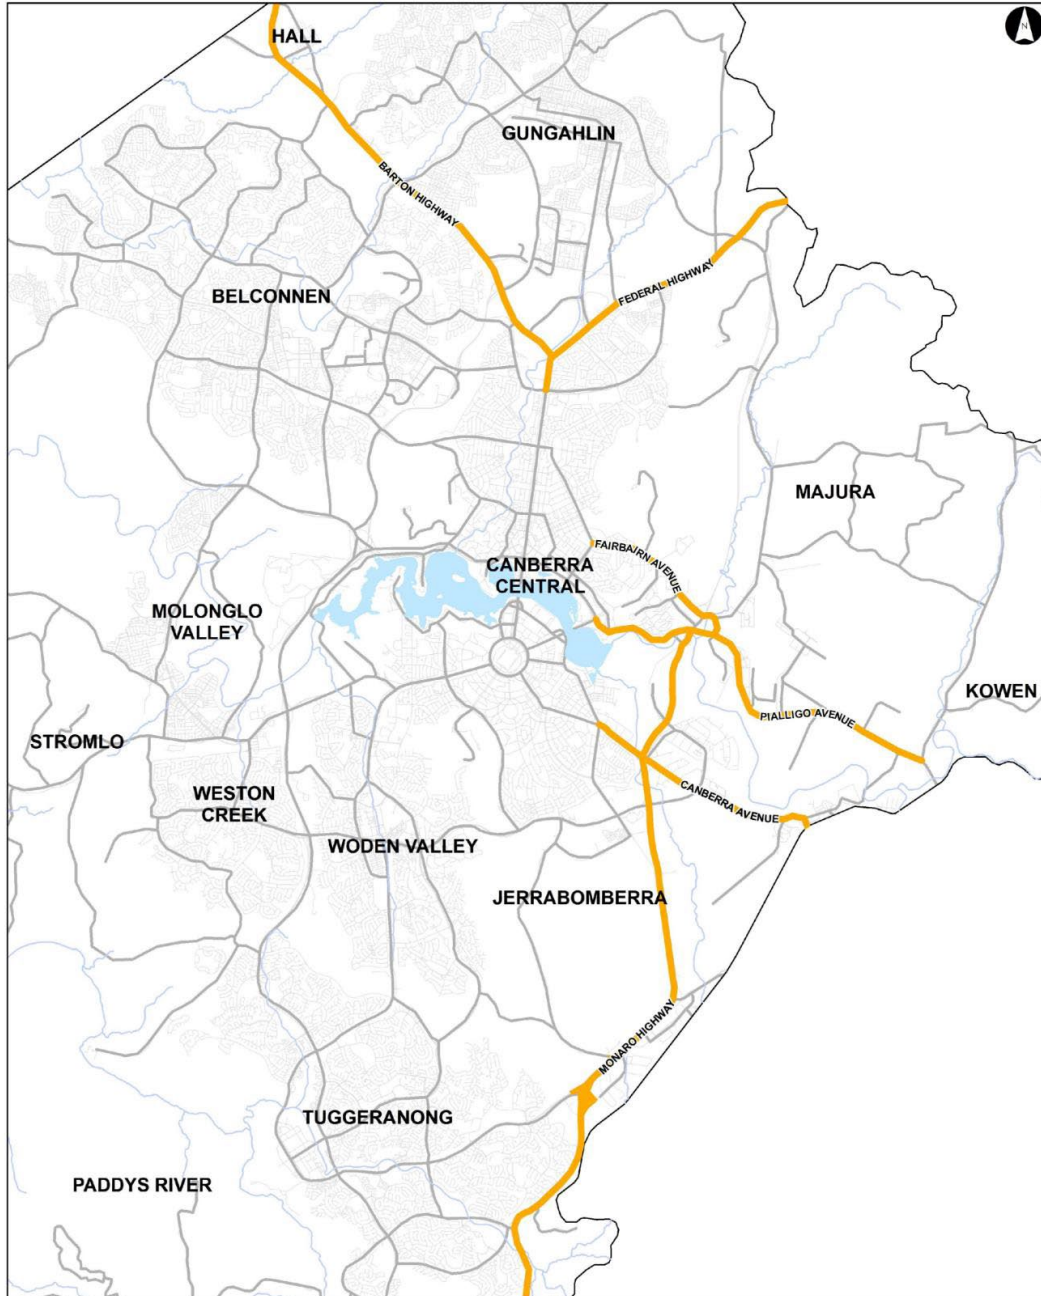 N
HALL
GUNGAHLIN
BARTON HIGHWAY
FEDERAL HIGHWAY
BELCONNEN
MAJURA
FAIRBAIRN AVENUE
CANBERRA
CENTRAL
MOLONGLO
VALLEY
KOWEN
PIALLIGO AVENUE
STROMLO
WESTON
CREEK
CANBERRA AVENUE
WODEN VALLEY
JERRABOMBERRA
MONARO HIGHWAY
TUGGERANONG
PADDYS RIVER